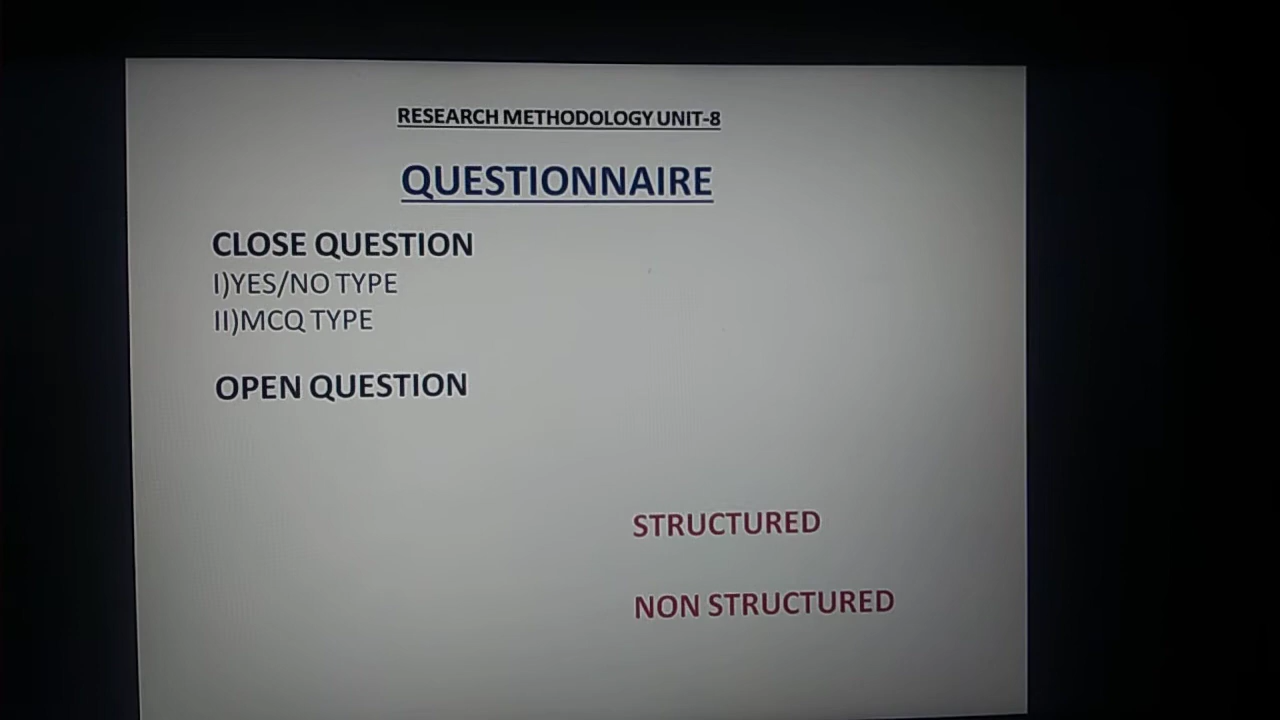 RESEARCH METHODOLOGY UNIT-8
QUESTIONNAIRE
CLOSE QUESTION
I)YES/NO TYPE
II)MCQ TYPE
OPEN QUESTION
STRUCTURED
NON STRUCTURED